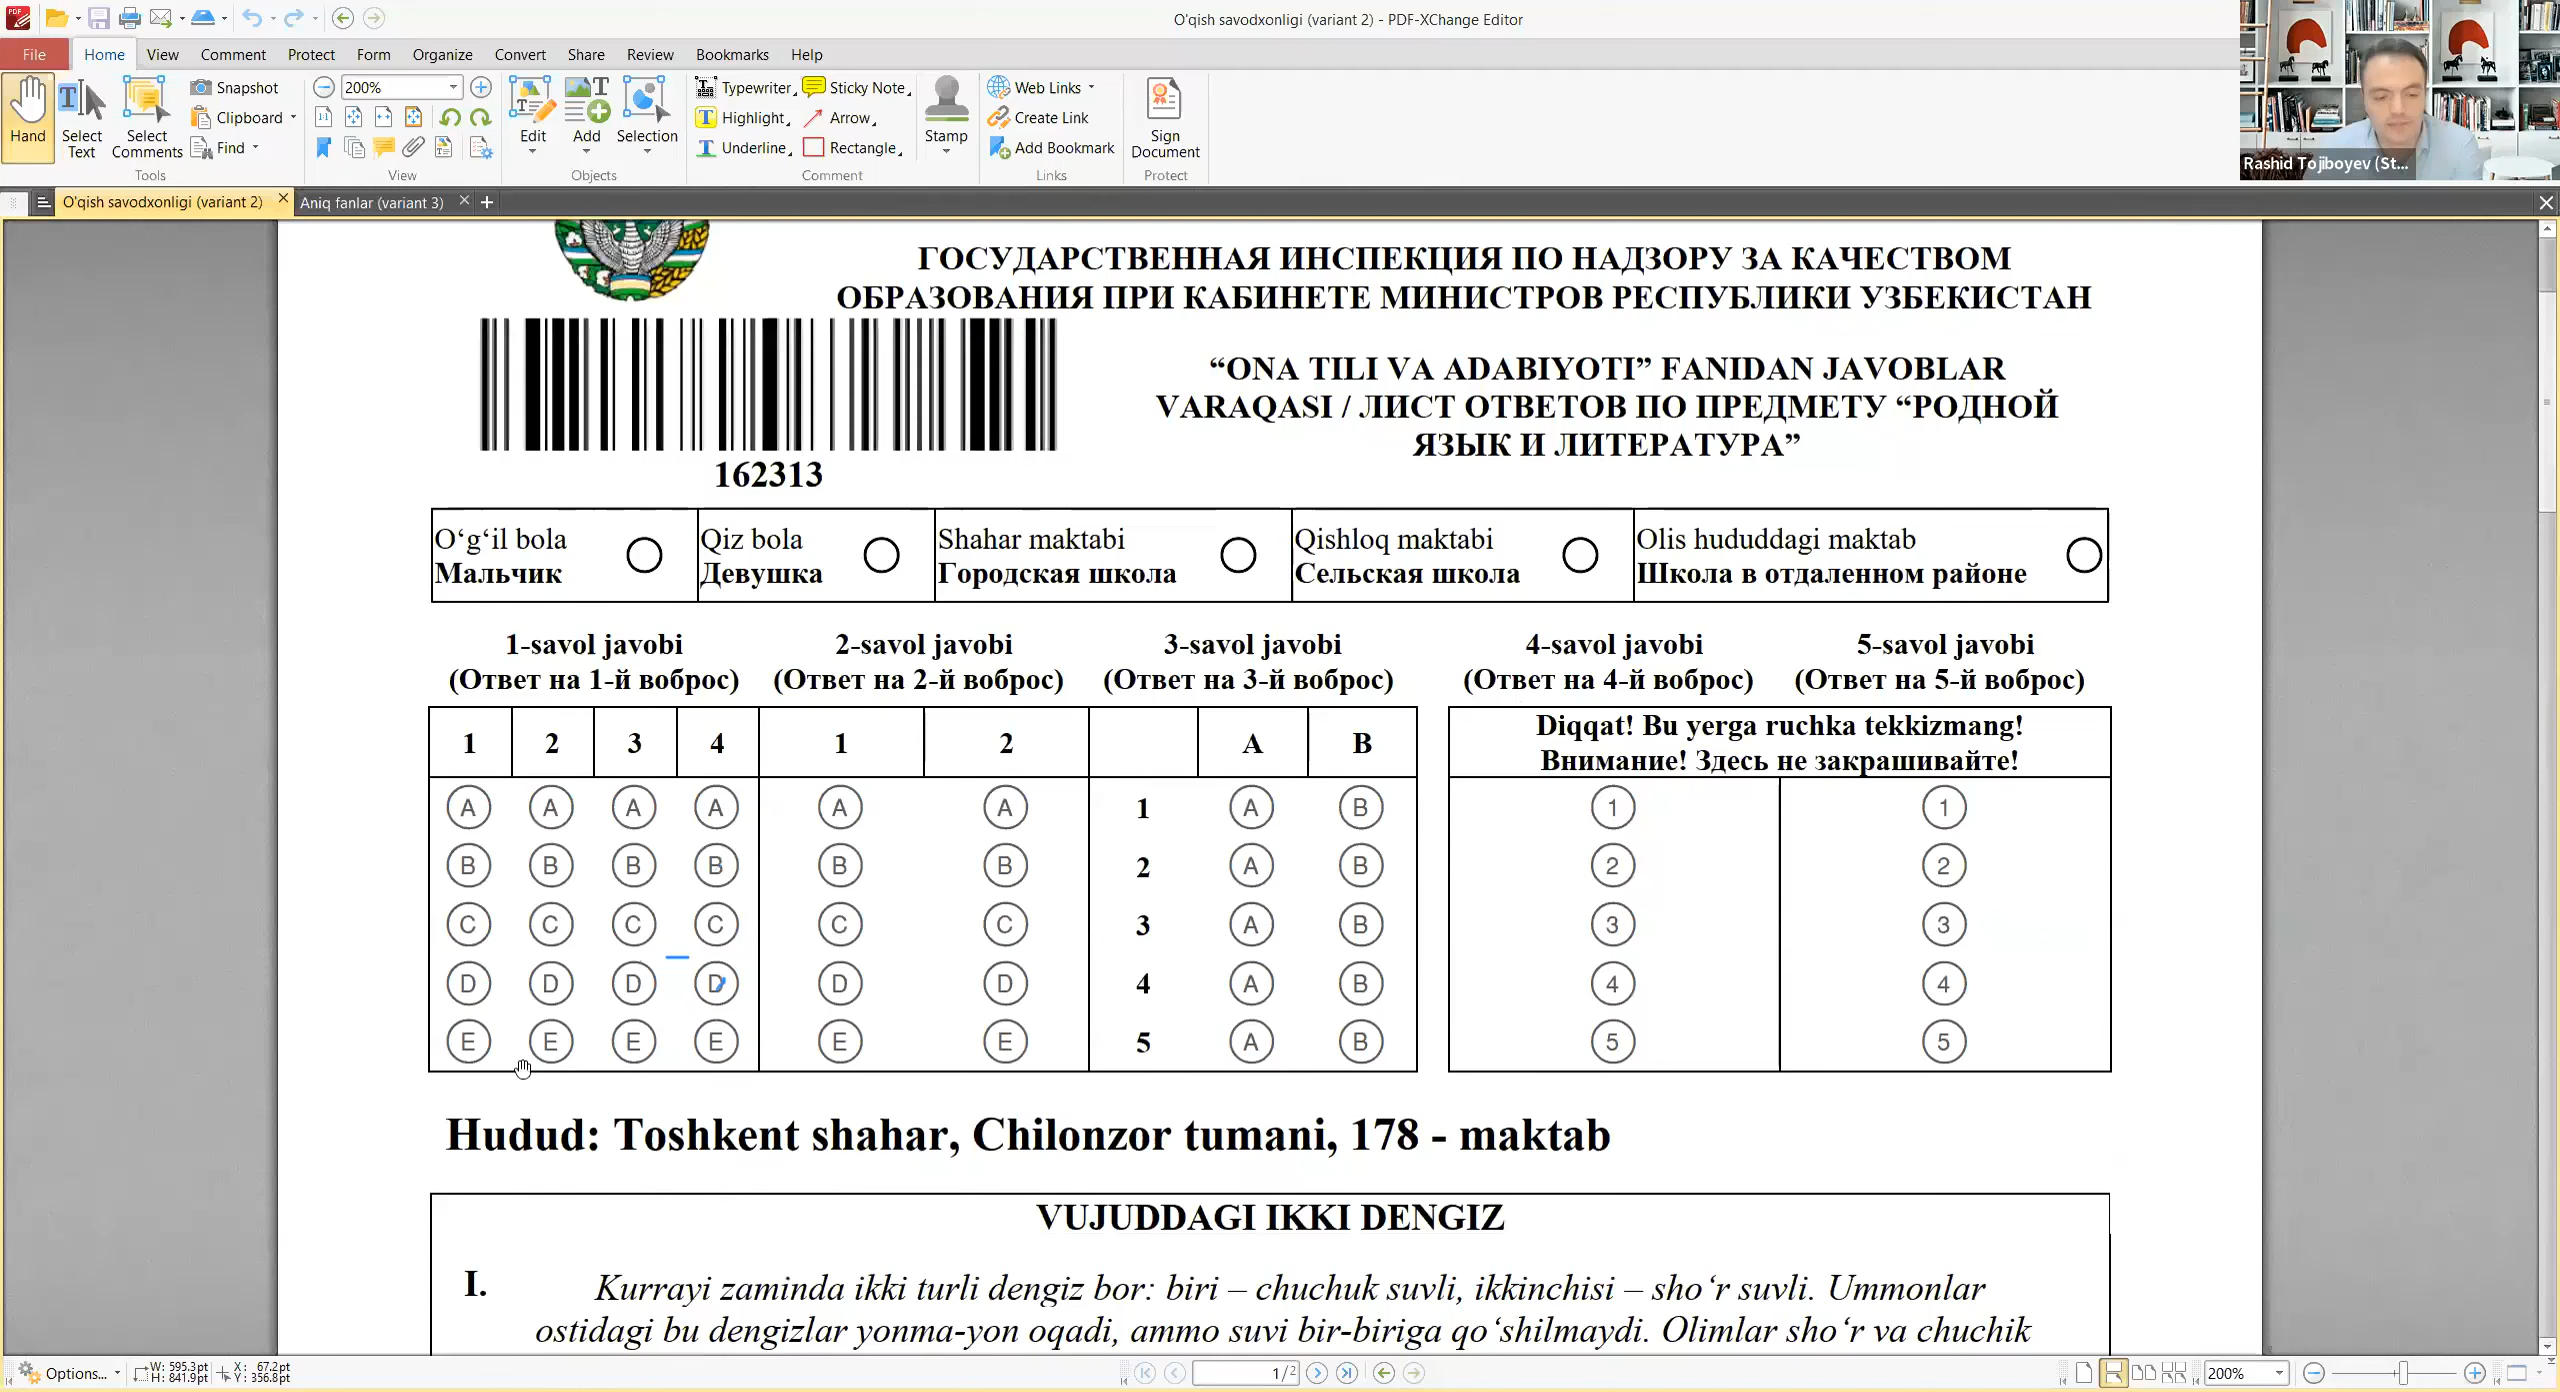 O'qish savodxonligi (variant 2) - PDF-XChange Editor
File Home View Comment Protect Form Organize Convert Share Review Bookmarks Help
Hand
Select Text
Select Comments
Snapshot
Clipboard
Find
Tools
200%
View
Edit
Add
Selection
Objects
Typewriter
Highlight
Underline
Sticky Note
Arrow
Rectangle
Stamp
Comment
Web Links
Create Link
Add Bookmark
Links
Sign Document
Protect
Rashid Tojiboyev (St...
O'qish savodxonligi (variant 2)
Aniq fanlar (variant 3)
ГОСУДАРСТВЕННАЯ ИНСПЕКЦИЯ ПО НАДЗОРУ ЗА КАЧЕСТВОМ
ОБРАЗОВАНИЯ ПРИ КАБИНЕТЕ МИНИСТРОВ РЕСПУБЛИКИ УЗБЕКИСТАН
“ONA TILI VA ADABIYOTI” FANIDAN JAVOBLAR
VARAQASI / ЛИСТ ОТВЕТОВ ПО ПРЕДМЕТУ “РОДНОЙ
ЯЗЫК И ЛИТЕРАТУРА”
162313
O‘g‘il bola
Мальчик
Qiz bola
Девушка
Shahar maktabi
Городская школа
Qishloq maktabi
Сельская школа
Olis hududdagi maktab
Школа в отдаленном районе
1-savol javobi 2-savol javobi 3-savol javobi 4-savol javobi 5-savol javobi
(Ответ на 1-й воброс) (Ответ на 2-й воброс) (Ответ на 3-й воброс) (Ответ на 4-й воброс) (Ответ на 5-й воброс)
1 2 3 4 1 2 A B
Diqqat! Bu yerga ruchka tekkizmang!
Внимание! Здесь не закрашивайте!
A A A A A A 1 A B 1 1
B B B B B B 2 A B 2 2
C C C C C C 3 A B 3 3
D D D D D D 4 A B 4 4
E E E E E E 5 A B 5 5
Hudud: Toshkent shahar, Chilonzor tumani, 178 - maktab
VUJUDDAGI IKKI DENGIZ
I. Kurrayi zaminda ikki turli dengiz bor: biri – chuchuk suvli, ikkinchisi – sho‘r suvli. Ummonlar
ostidagi bu dengizlar yonma-yon oqadi, ammo suvi bir-biriga qo‘shilmaydi. Olimlar sho‘r va chuchik
Options...
W: 595.3pt
H: 841.9pt
X: 67.2pt
Y: 356.8pt
1/2
200%